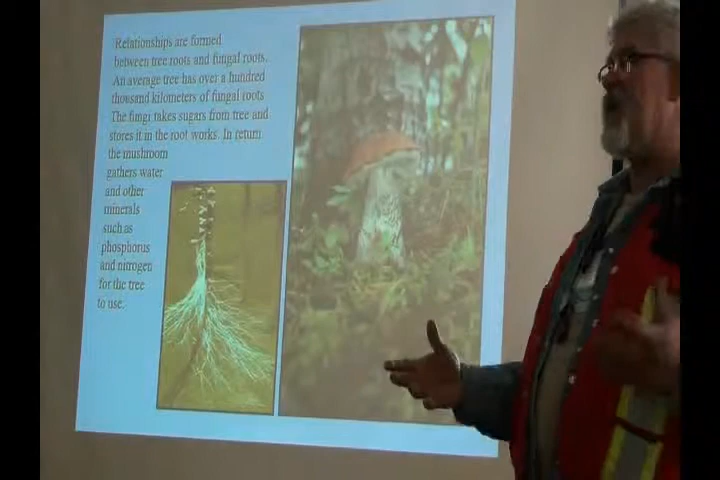 Relationships are formed
between tree roots and fungal roots.
An average tree has over a hundred
thousand kilometers of fungal roots
The fungi takes sugars from tree and
stores it in the root works. In return
the mushroom
gathers water
and other
minerals
such as
phosphorus
and nitrogen
for the tree
to use.